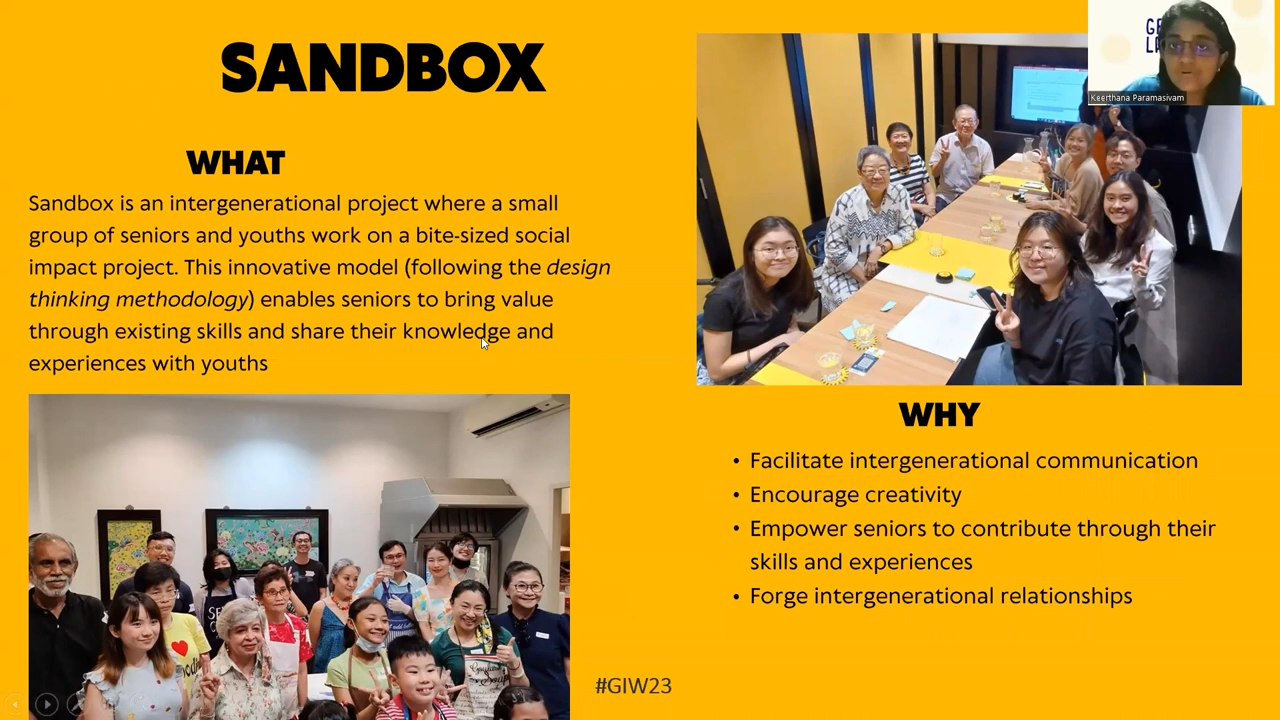 SANDBOX
WHAT
Sandbox is an intergenerational project where a small
group of seniors and youths work on a bite-sized social
impact project. This innovative model (following the design
thinking methodology) enables seniors to bring value
through existing skills and share their knowledge and
experiences with youths
Keerthana Paramasivam
WHY
• Facilitate intergenerational communication
• Encourage creativity
• Empower seniors to contribute through their
skills and experiences
• Forge intergenerational relationships
#GIW23